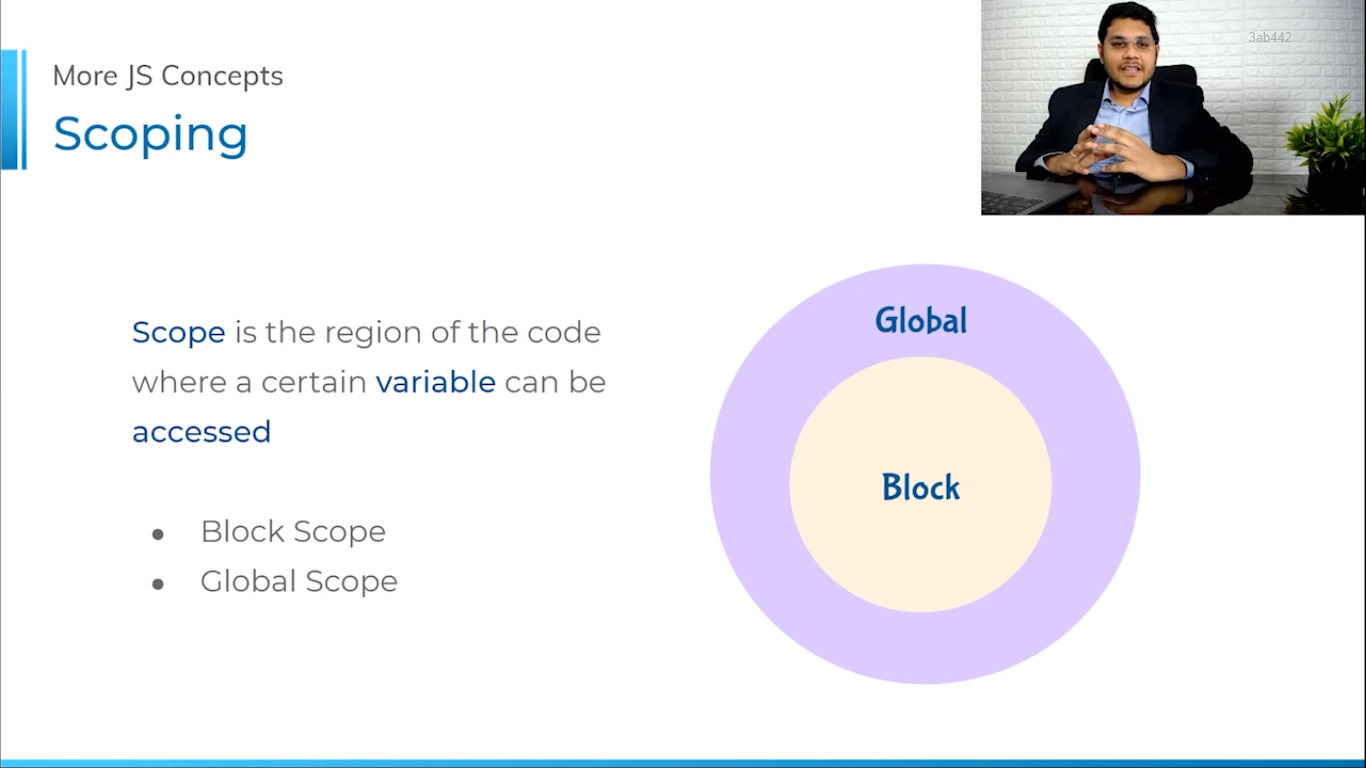 More JS Concepts
Scoping
3ab442
Scope is the region of the code
where a certain variable can be
accessed
● Block Scope
● Global Scope
Global
Block